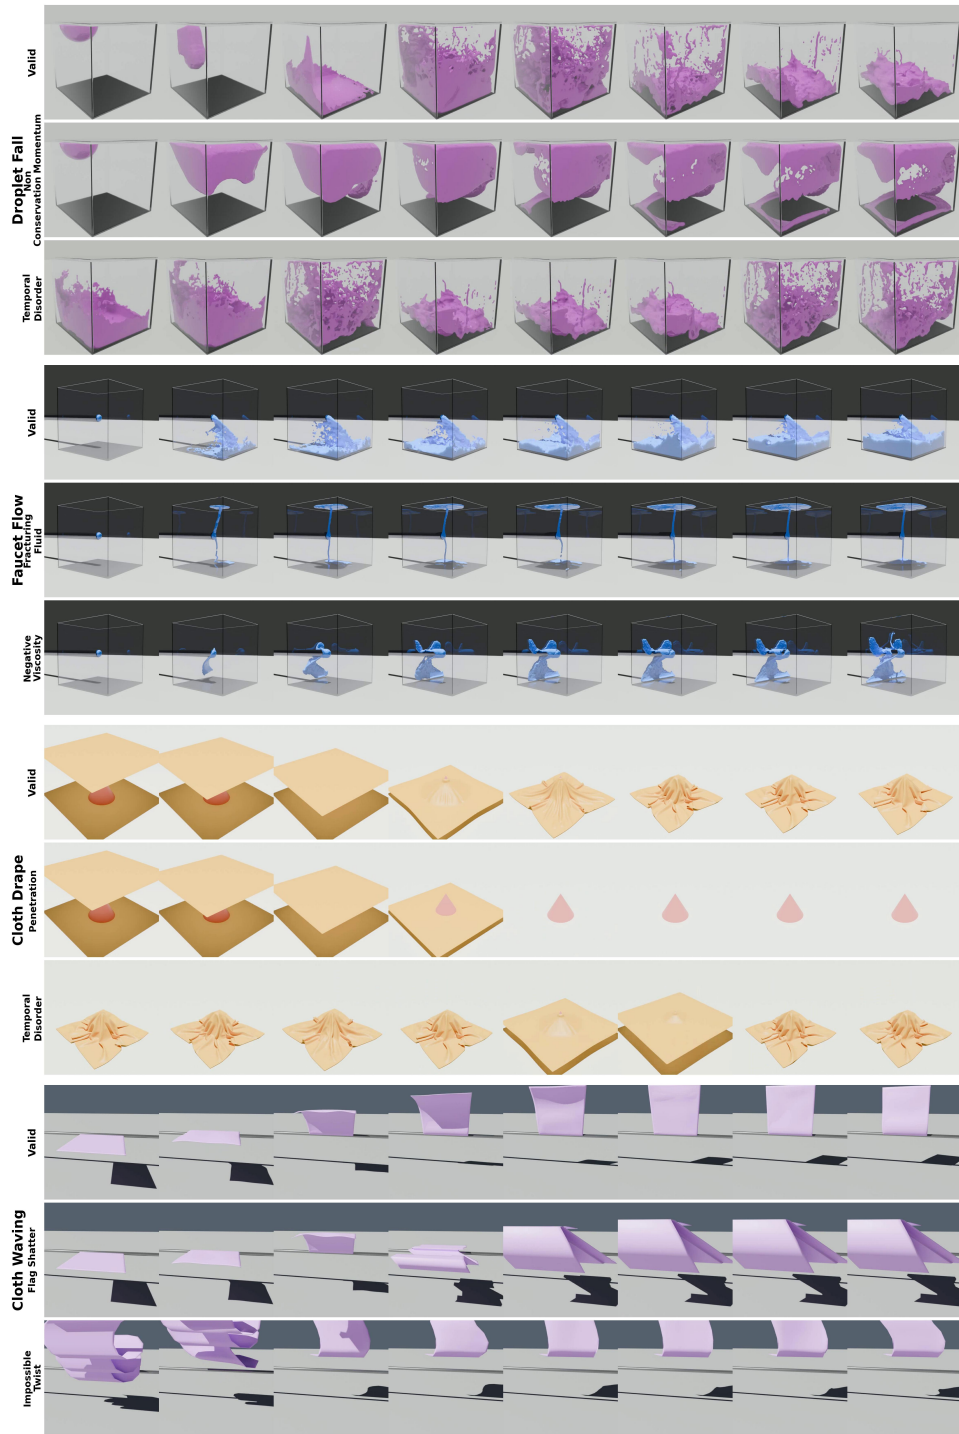 Droplet Fall
Valid
Non
Conservation Momentum
Temporal
Disorder
Faucet Flow
Valid
Fracturing
Fluid
Negative
Viscosity
Cloth Drape
Valid
Penetration
Temporal
Disorder
Cloth Waving
Valid
Flag Shatter
Impossible
Twist